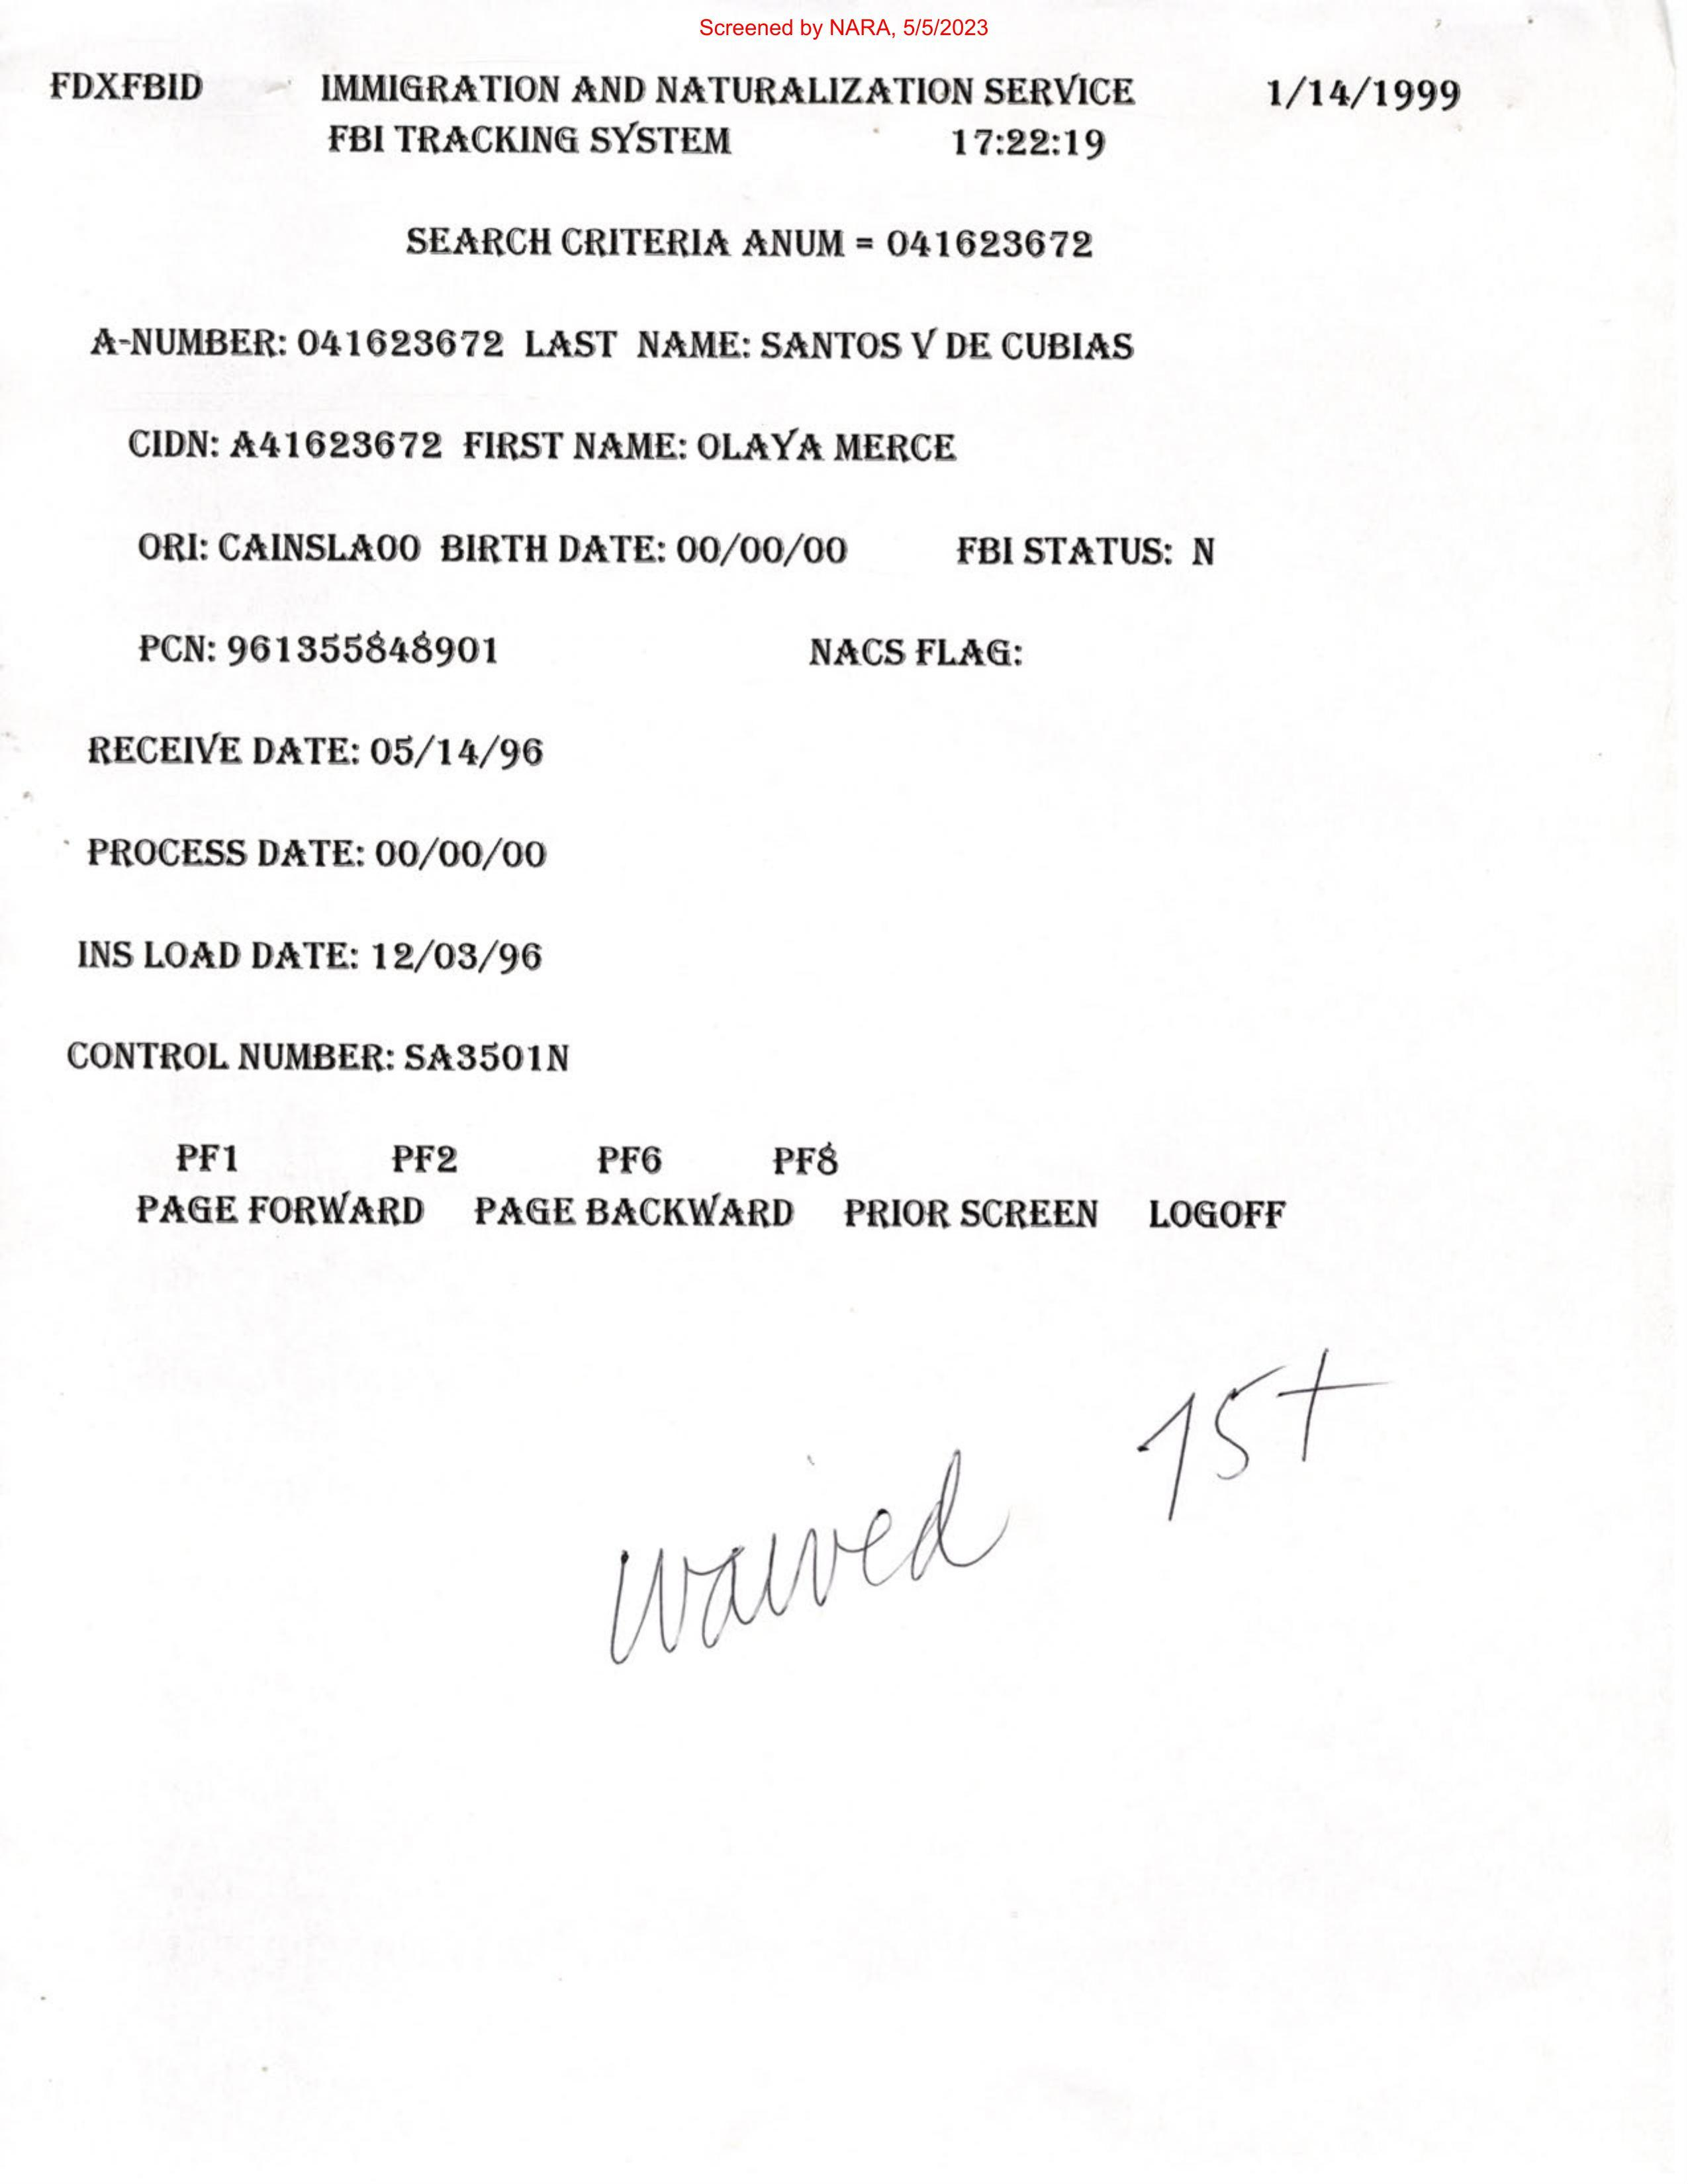 Screened by NARA, 5/5/2023
FDXFBID IMMIGRATION AND NATURALIZATION SERVICE 1/14/1999
FBI TRACKING SYSTEM 17:22:19
SEARCH CRITERIA ANUM = 041623672
A-NUMBER: 041623672 LAST NAME: SANTOS V DE CUBIAS
CIDN: A41623672 FIRST NAME: OLAYA MERCE
ORI: CAINSLA00 BIRTH DATE: 00/00/00 FBI STATUS: N
PCN: 961355848901 NACS FLAG:
RECEIVE DATE: 05/14/96
PROCESS DATE: 00/00/00
INS LOAD DATE: 12/03/96
CONTROL NUMBER: SA3501N
PF1 PF2 PF6 PF8
PAGE FORWARD PAGE BACKWARD PRIOR SCREEN LOGOFF
waived 1st